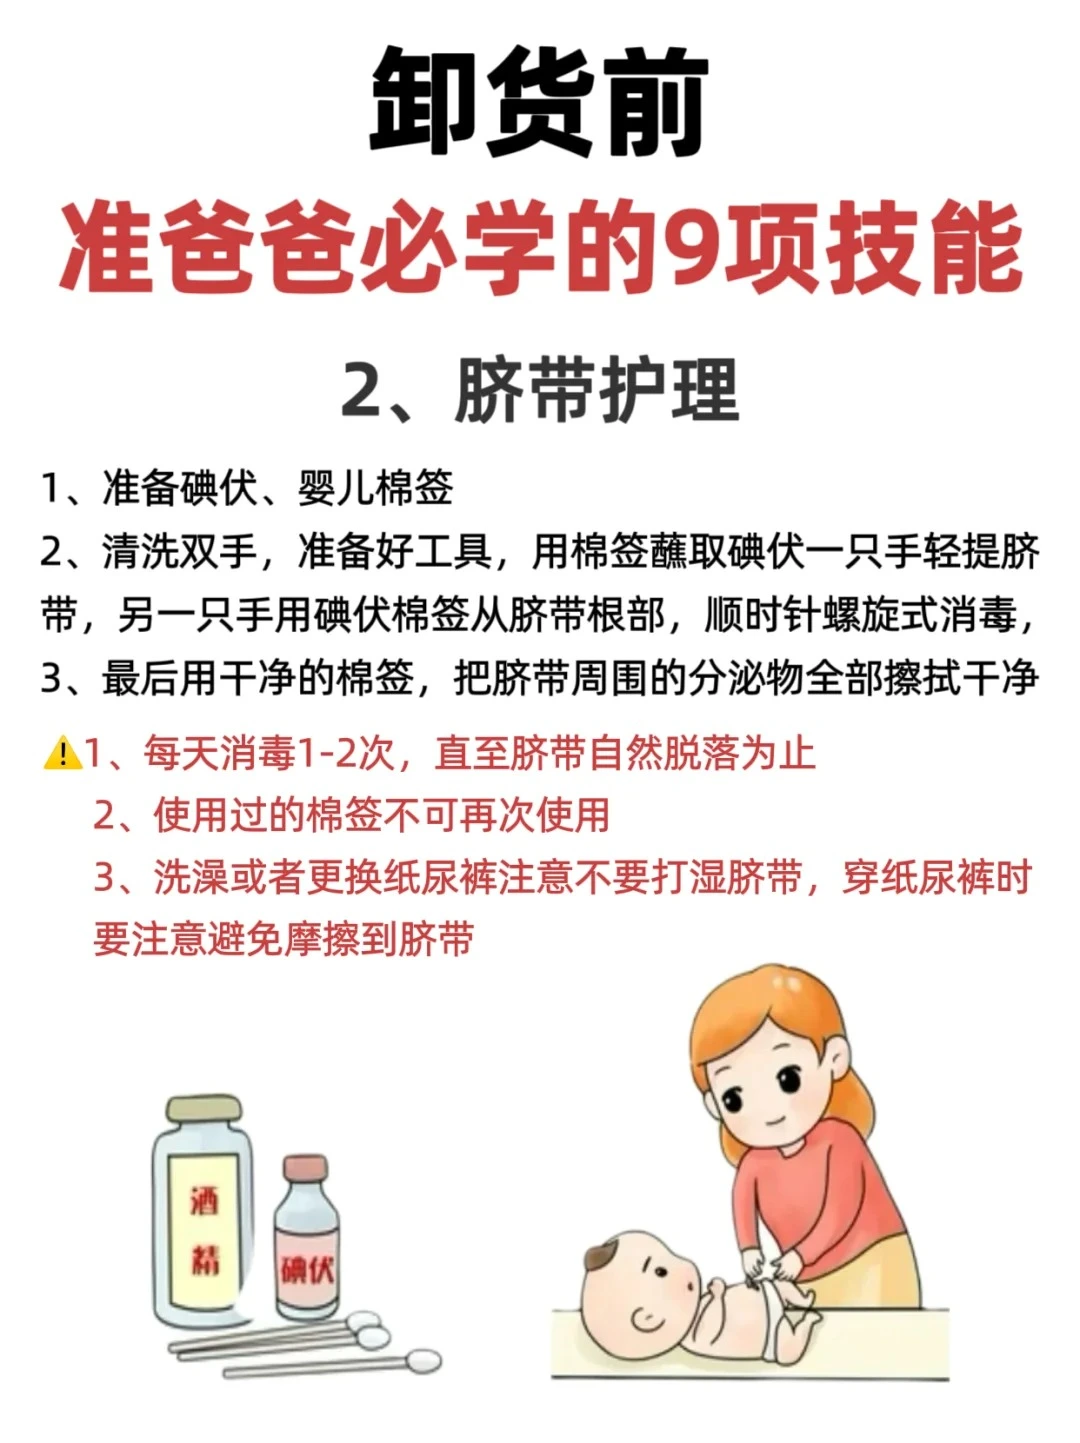 卸货前
准爸爸必学的9项技能
2、脐带护理
1、准备碘伏、婴儿棉签
2、清洗双手，准备好工具，用棉签蘸取碘伏一只手轻提脐
带，另一只手用碘伏棉签从脐带根部，顺时针螺旋式消毒，
3、最后用干净的棉签，把脐带周围的分泌物全部擦拭干净
⚠️1、每天消毒1-2次，直至脐带自然脱落为止
2、使用过的棉签不可再次使用
3、洗澡或者更换纸尿裤注意不要打湿脐带，穿纸尿裤时
要注意避免摩擦到脐带
酒
精
碘伏